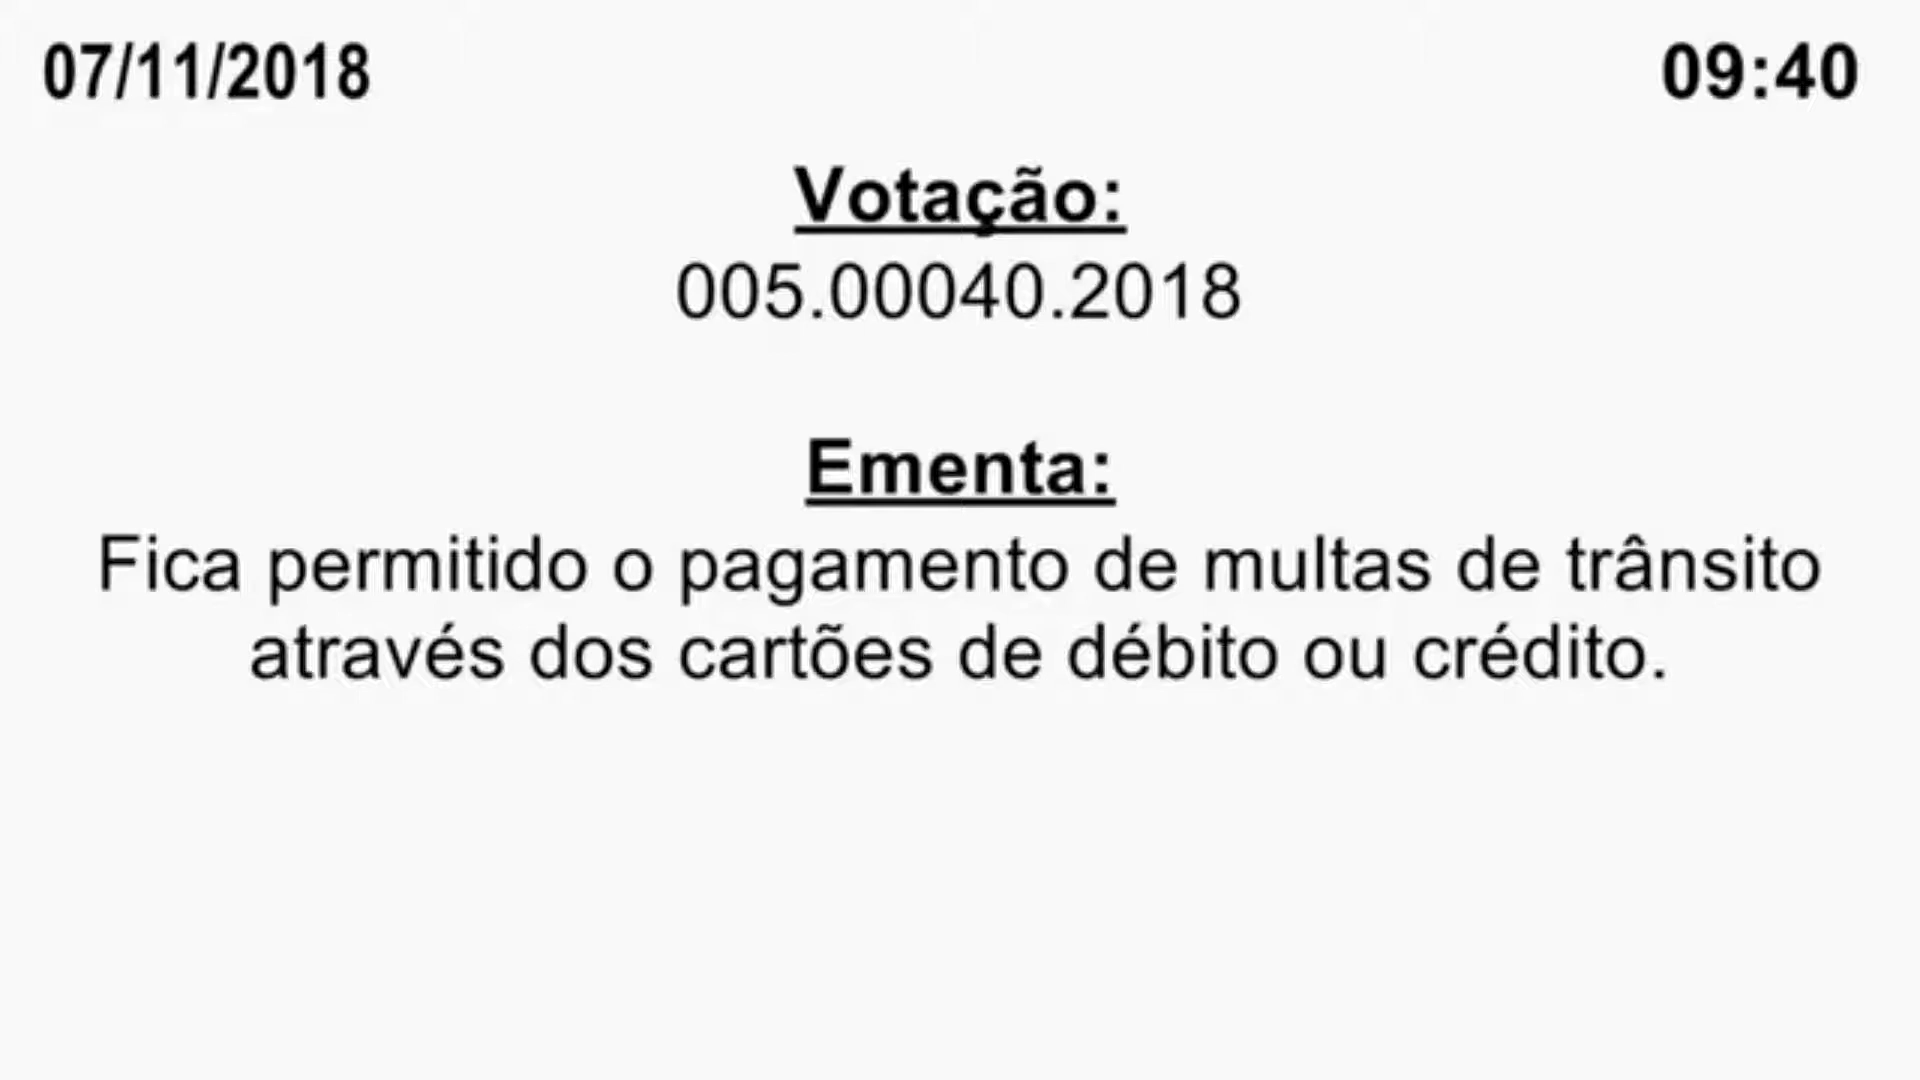 07/11/2018
09:40
Votação:
005.00040.2018
Ementa:
Fica permitido o pagamento de multas de trânsito
através dos cartões de débito ou crédito.